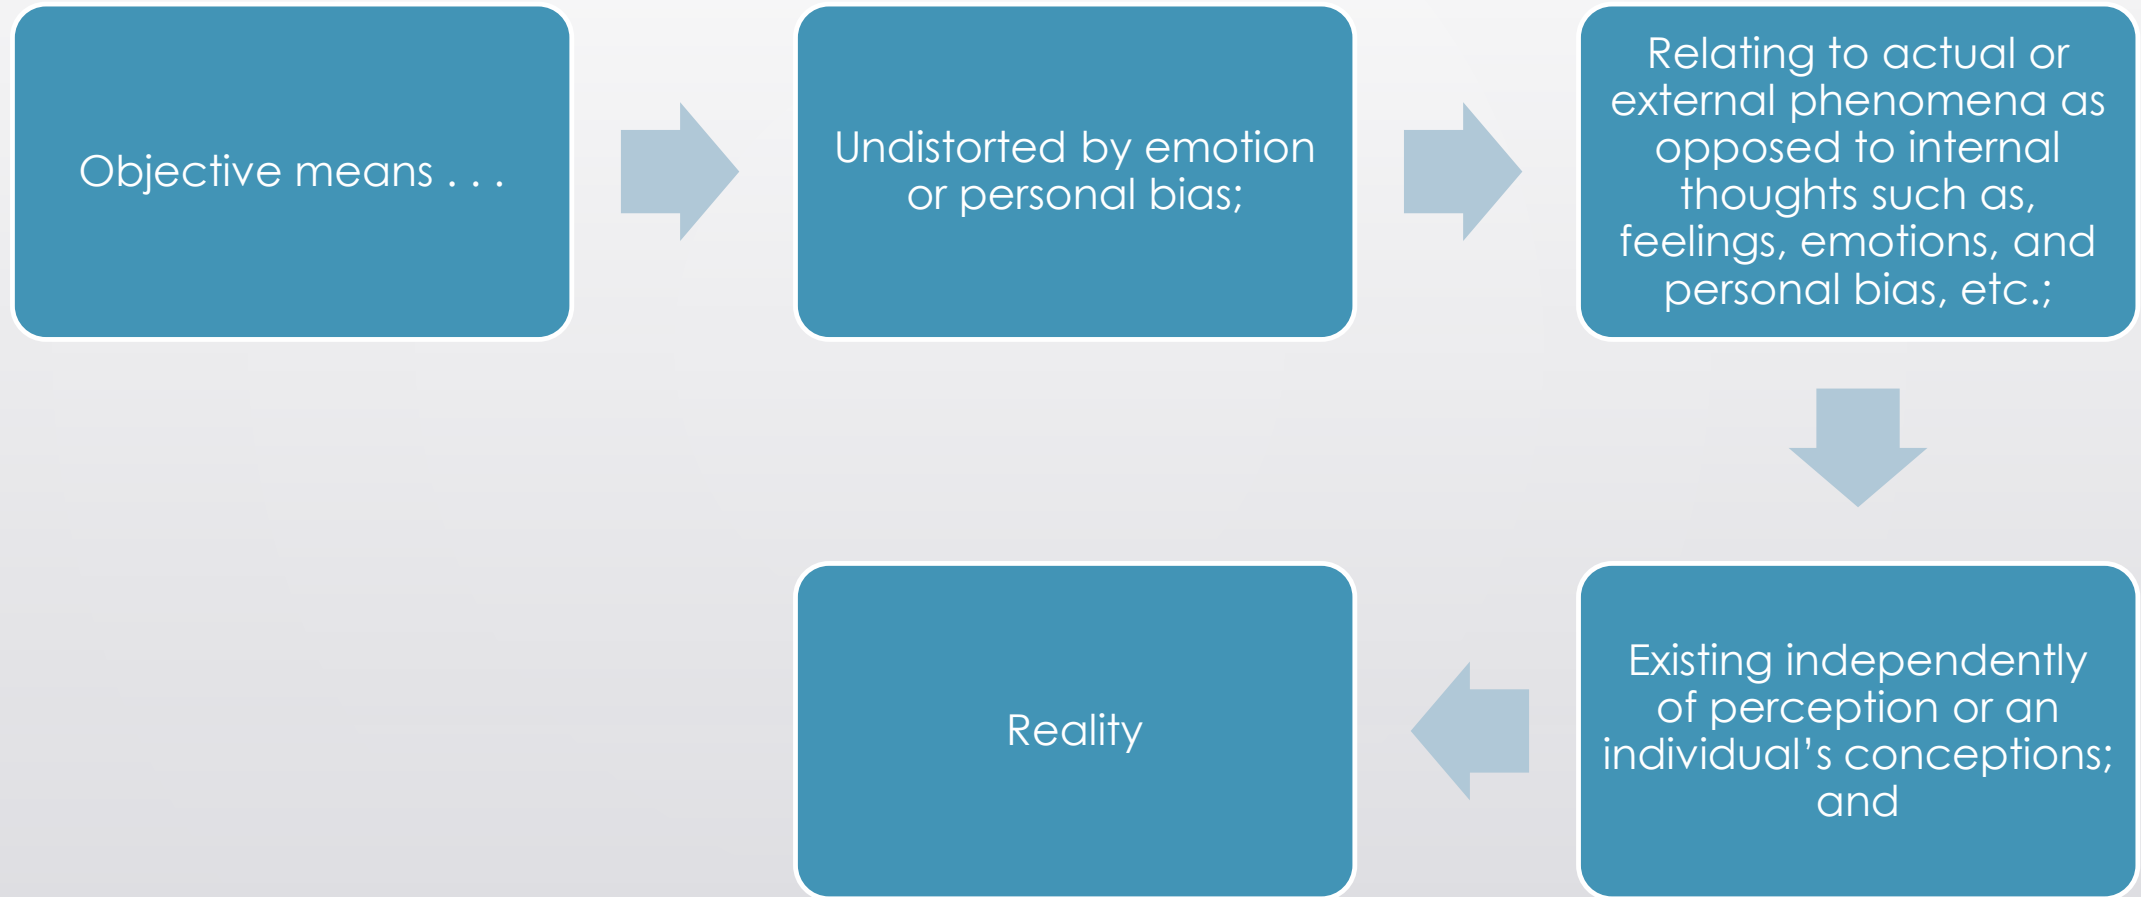 Objective means . . .
Undistorted by emotion
or personal bias;
Relating to actual or
external phenomena as
opposed to internal
thoughts such as,
feelings, emotions, and
personal bias, etc.;
Existing independently
of perception or an
individual’s conceptions;
and
Reality